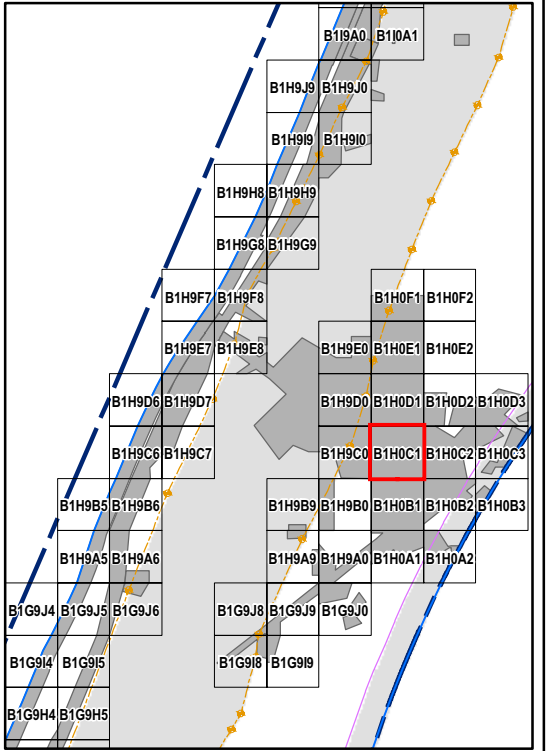 B1I9A0 B1I0A1
B1H9J9 B1H9J0
B1H9I9 B1H9I0
B1H9H8 B1H9H9
B1H9G8 B1H9G9
B1H9F7 B1H9F8 B1H0F1 B1H0F2
B1H9E7 B1H9E8 B1H9E0 B1H0E1 B1H0E2
B1H9D6 B1H9D7 B1H9D0 B1H0D1 B1H0D2 B1H0D3
B1H9C6 B1H9C7 B1H9C0 B1H0C1 B1H0C2 B1H0C3
B1H9B5 B1H9B6 B1H9B9 B1H9B0 B1H0B1 B1H0B2 B1H0B3
B1H9A5 B1H9A6 B1H9A9 B1H9A0 B1H0A1 B1H0A2
B1G9J4 B1G9J5 B1G9J6 B1G9J8 B1G9J9 B1G9J0
B1G9I4 B1G9I5 B1G9I8 B1G9I9
B1G9H4 B1G9H5